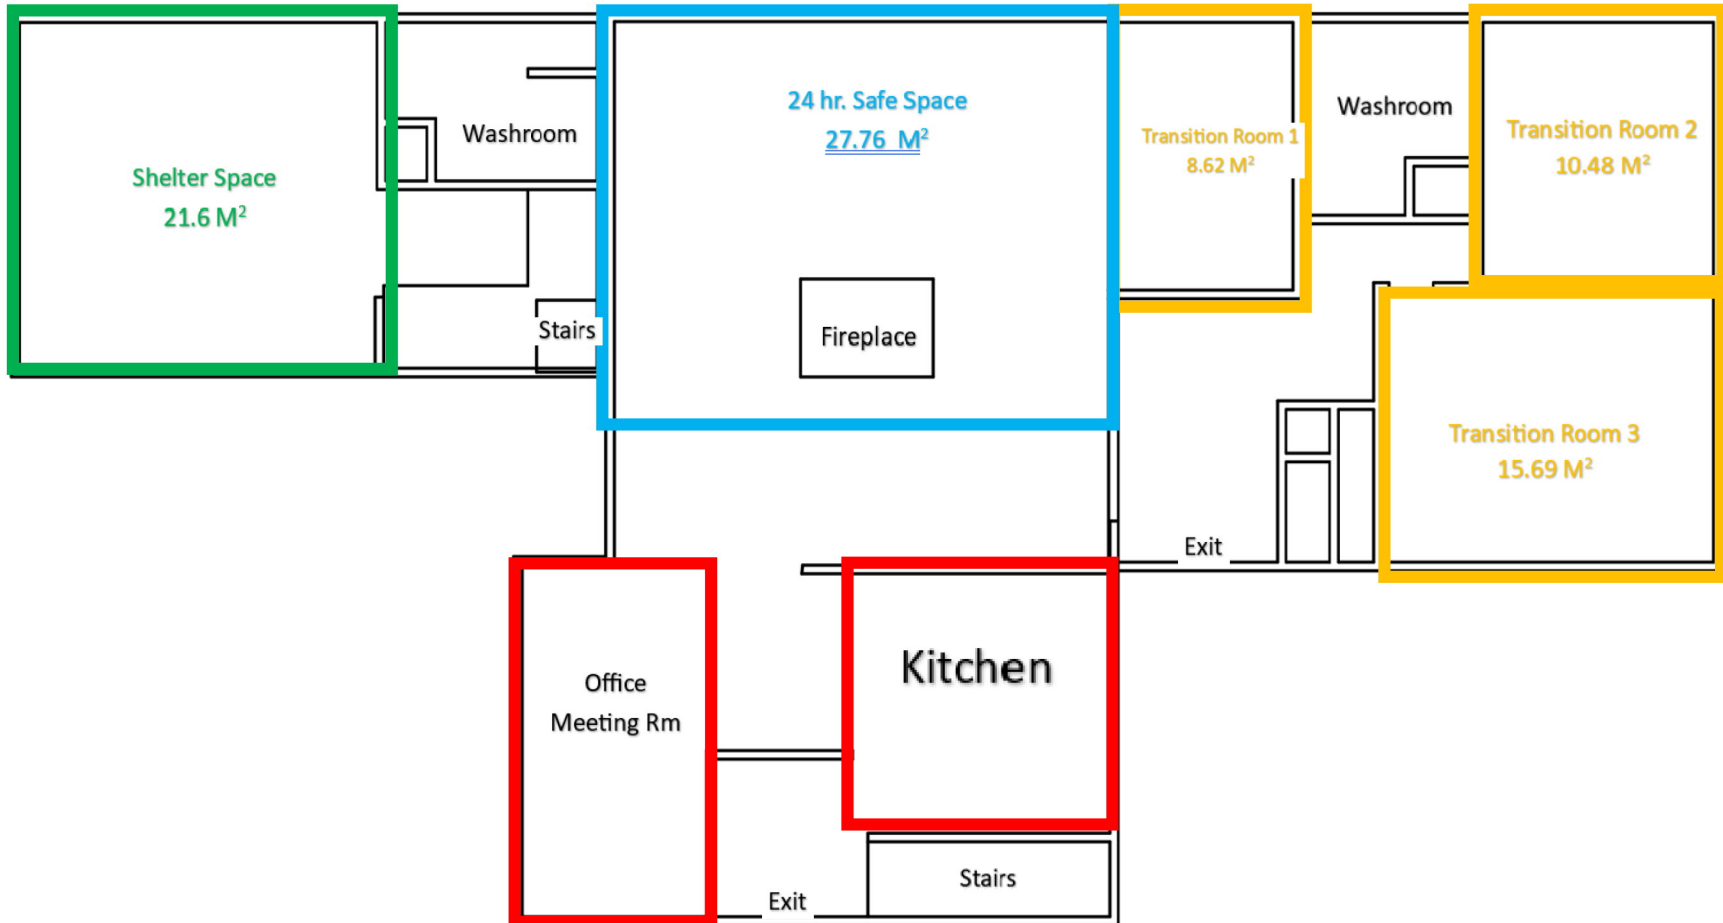 24 hr. Safe Space
27.76 M²
Washroom
Washroom
Transition Room 1
8.62 M²
Transition Room 2
10.48 M²
Shelter Space
21.6 M²
Stairs
Fireplace
Transition Room 3
15.69 M²
Exit
Kitchen
Office
Meeting Rm
Stairs
Exit